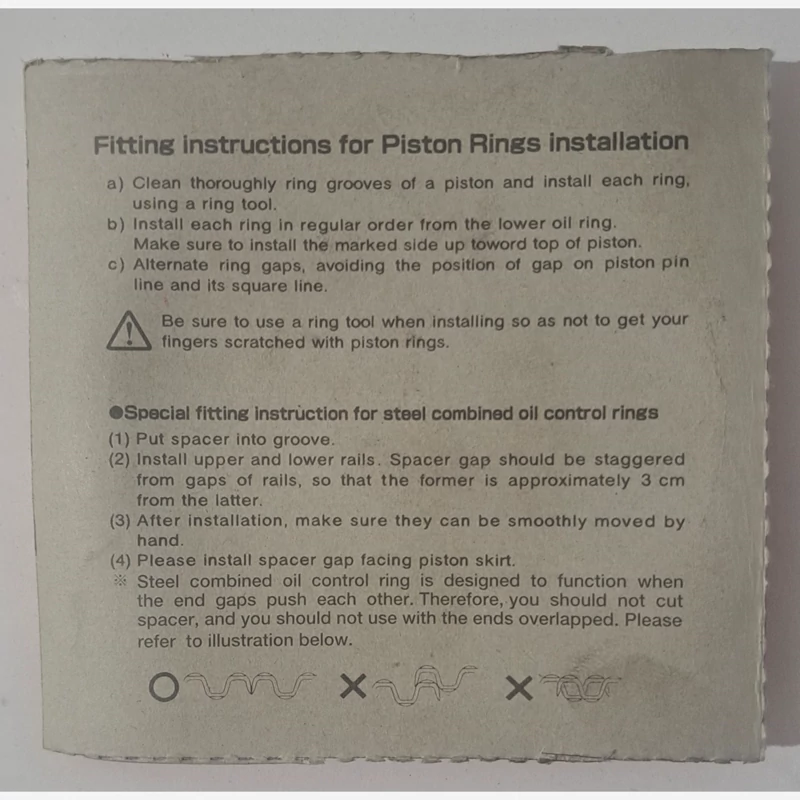 Fitting instructions for Piston Rings installation
a) Clean thoroughly ring grooves of a piston and install each ring,
using a ring tool.
b) Install each ring in regular order from the lower oil ring.
Make sure to install the marked side up toword top of piston.
c) Alternate ring gaps, avoiding the position of gap on piston pin
line and its square line.
Be sure to use a ring tool when installing so as not to get your
fingers scratched with piston rings.
●Special fitting instruction for steel combined oil control rings
(1) Put spacer into groove.
(2) Install upper and lower rails. Spacer gap should be staggered
from gaps of rails, so that the former is approximately 3 cm
from the latter.
(3) After installation, make sure they can be smoothly moved by
hand.
(4) Please install spacer gap facing piston skirt.
※ Steel combined oil control ring is designed to function when
the end gaps push each other. Therefore, you should not cut
spacer, and you should not use with the ends overlapped. Please
refer to illustration below.